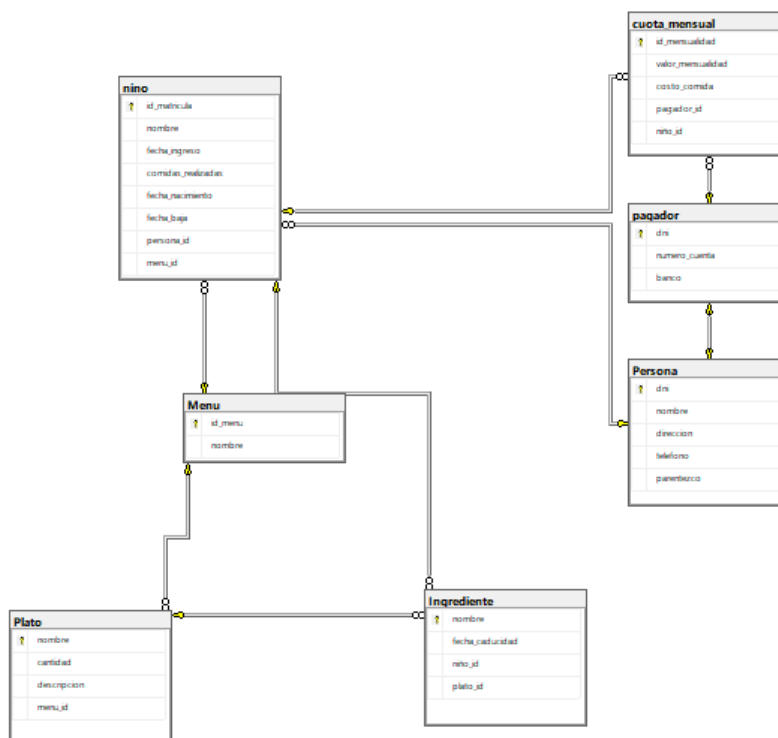 cuota_mensual
id_mensualidad
valor_mensualidad
costo_comida
pagador_id
niño_id
nino
id_matricula
nombre
fecha_ingreso
comidas_realizadas
fecha_nacimiento
fecha_baja
persona_id
menu_id
pagador
dni
numero_cuenta
banco
Persona
dni
nombre
direccion
telefono
parentezco
Menu
id_menu
nombre
Plato
nombre
cantidad
descripcion
menu_id
Ingrediente
nombre
fecha_caducidad
niño_id
plato_id